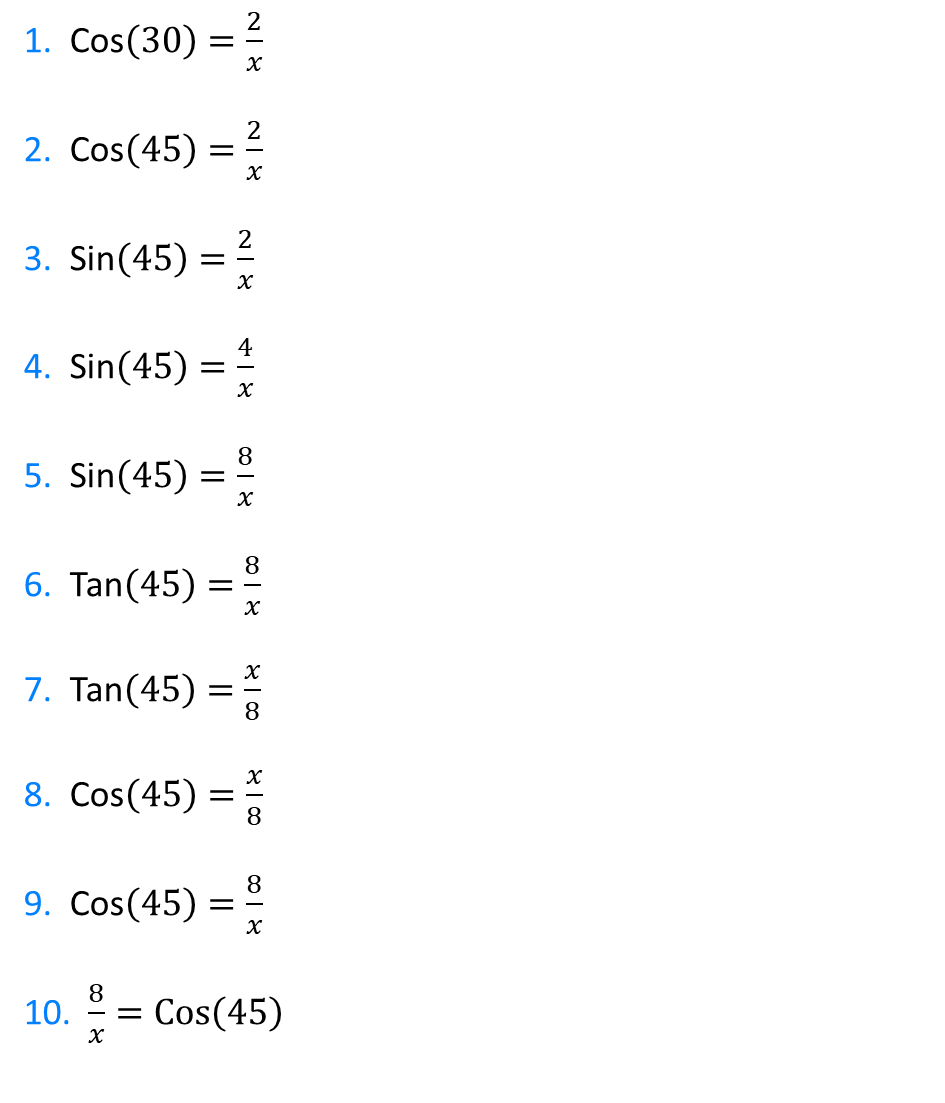 1. Cos(30) = 2/x
2. Cos(45) = 2/x
3. Sin(45) = 2/x
4. Sin(45) = 4/x
5. Sin(45) = 8/x
6. Tan(45) = 8/x
7. Tan(45) = x/8
8. Cos(45) = x/8
9. Cos(45) = 8/x
10. 8/x = Cos(45)